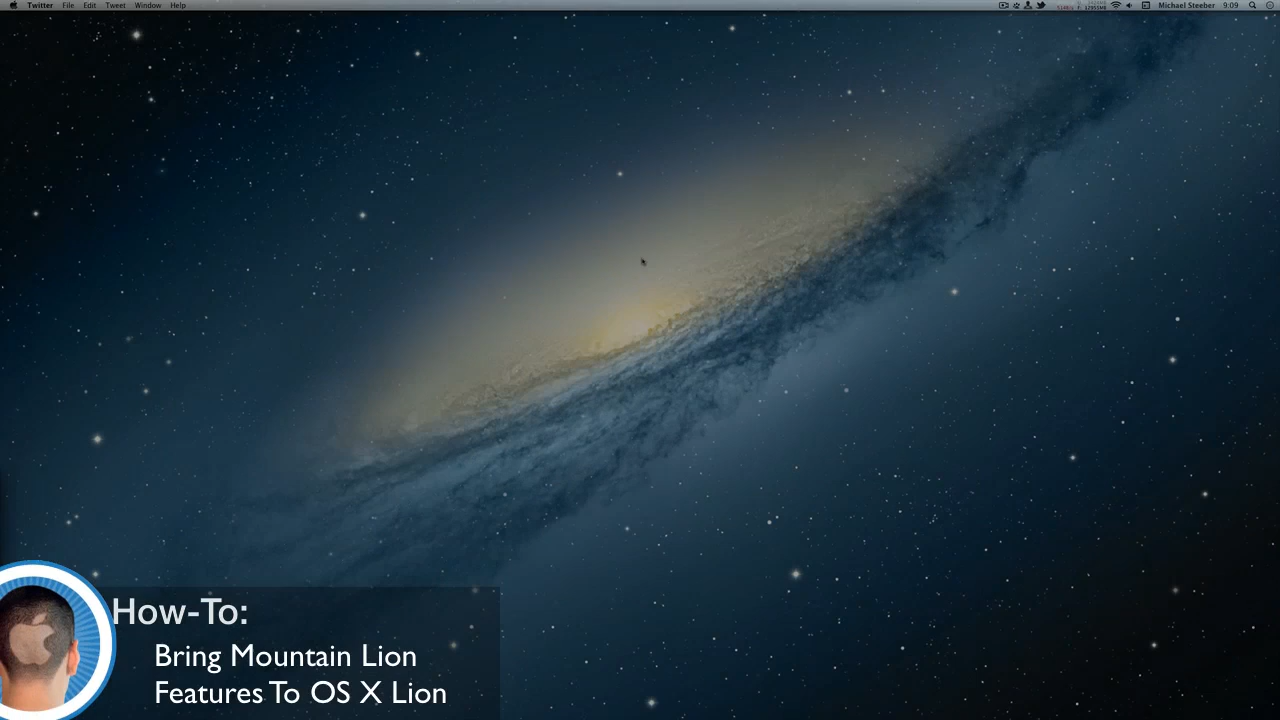 Twitter File Edit Tweet Window Help
Michael Steeber 9:09
How-To:
Bring Mountain Lion
Features To OS X Lion